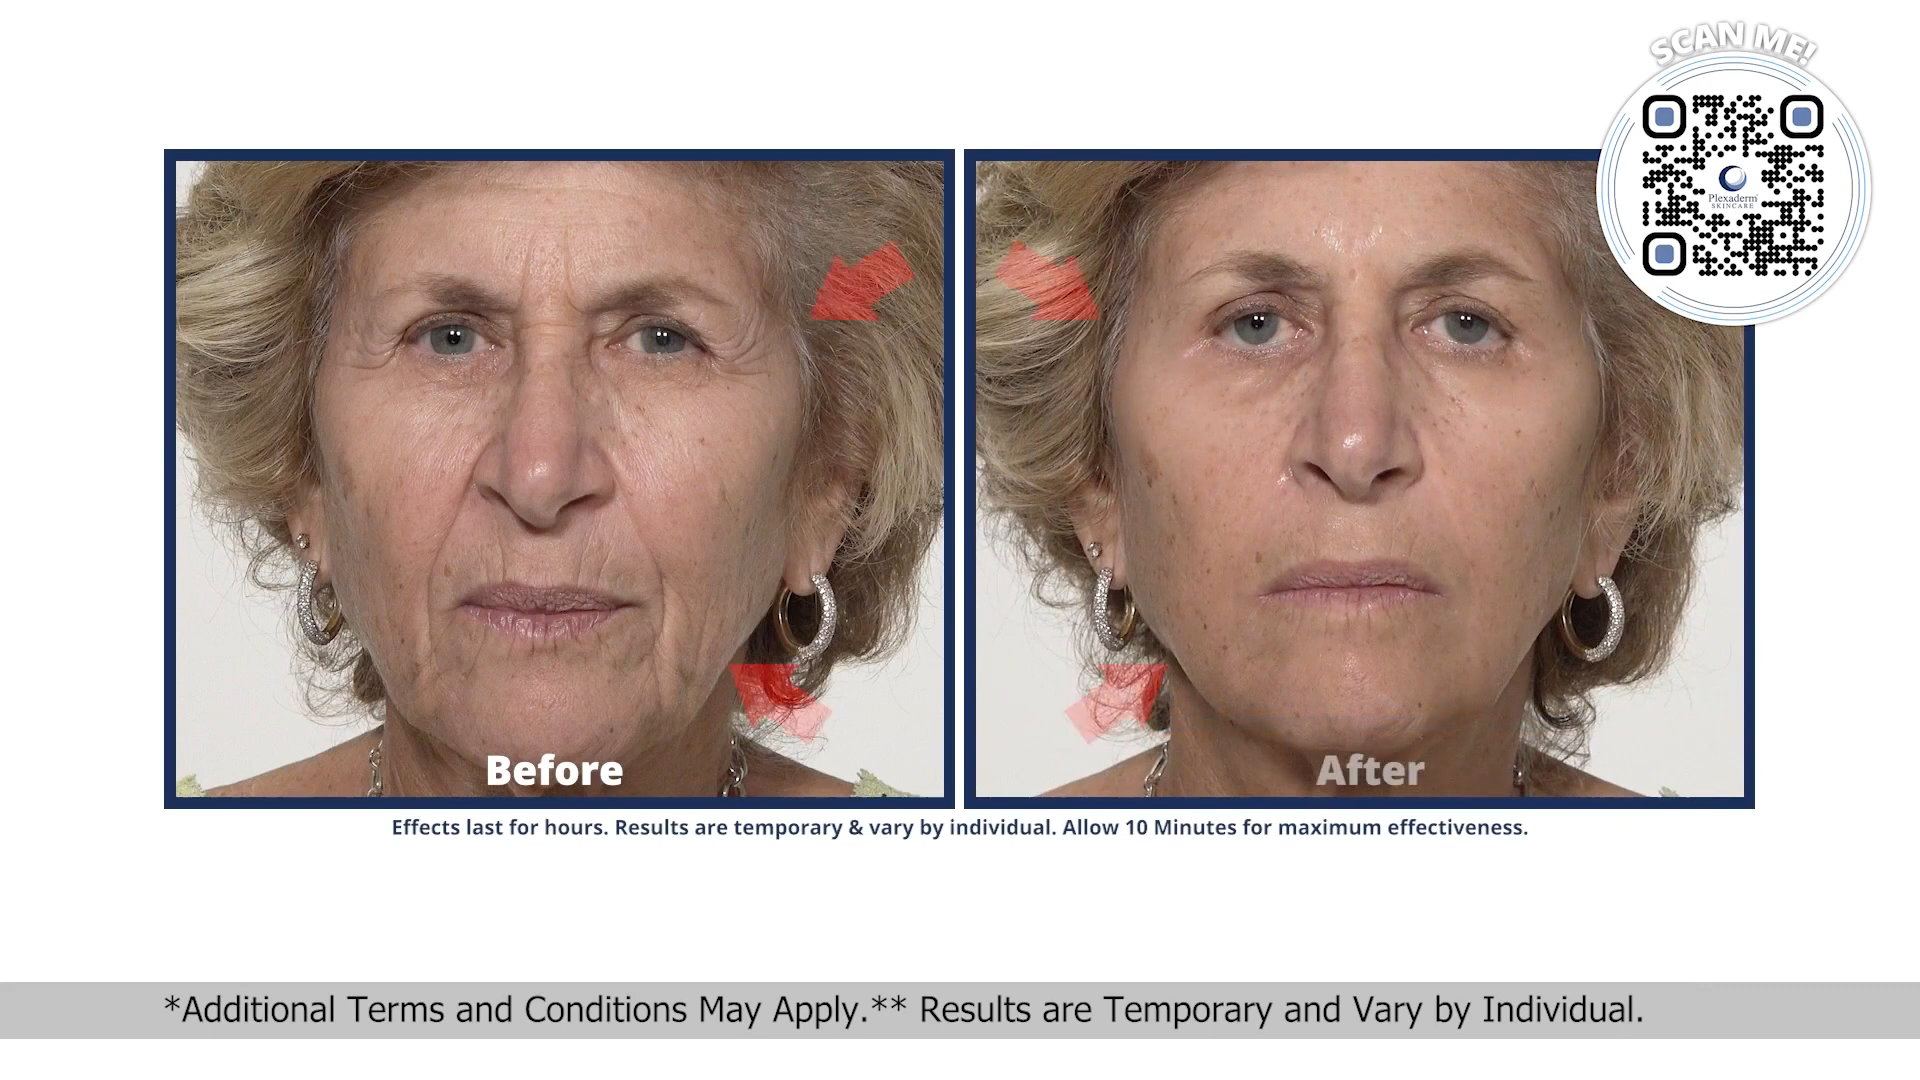 SCAN ME!
Plexaderm
SKINCARE
Before
After
Effects last for hours. Results are temporary & vary by individual. Allow 10 Minutes for maximum effectiveness.
*Additional Terms and Conditions May Apply.** Results are Temporary and Vary by Individual.